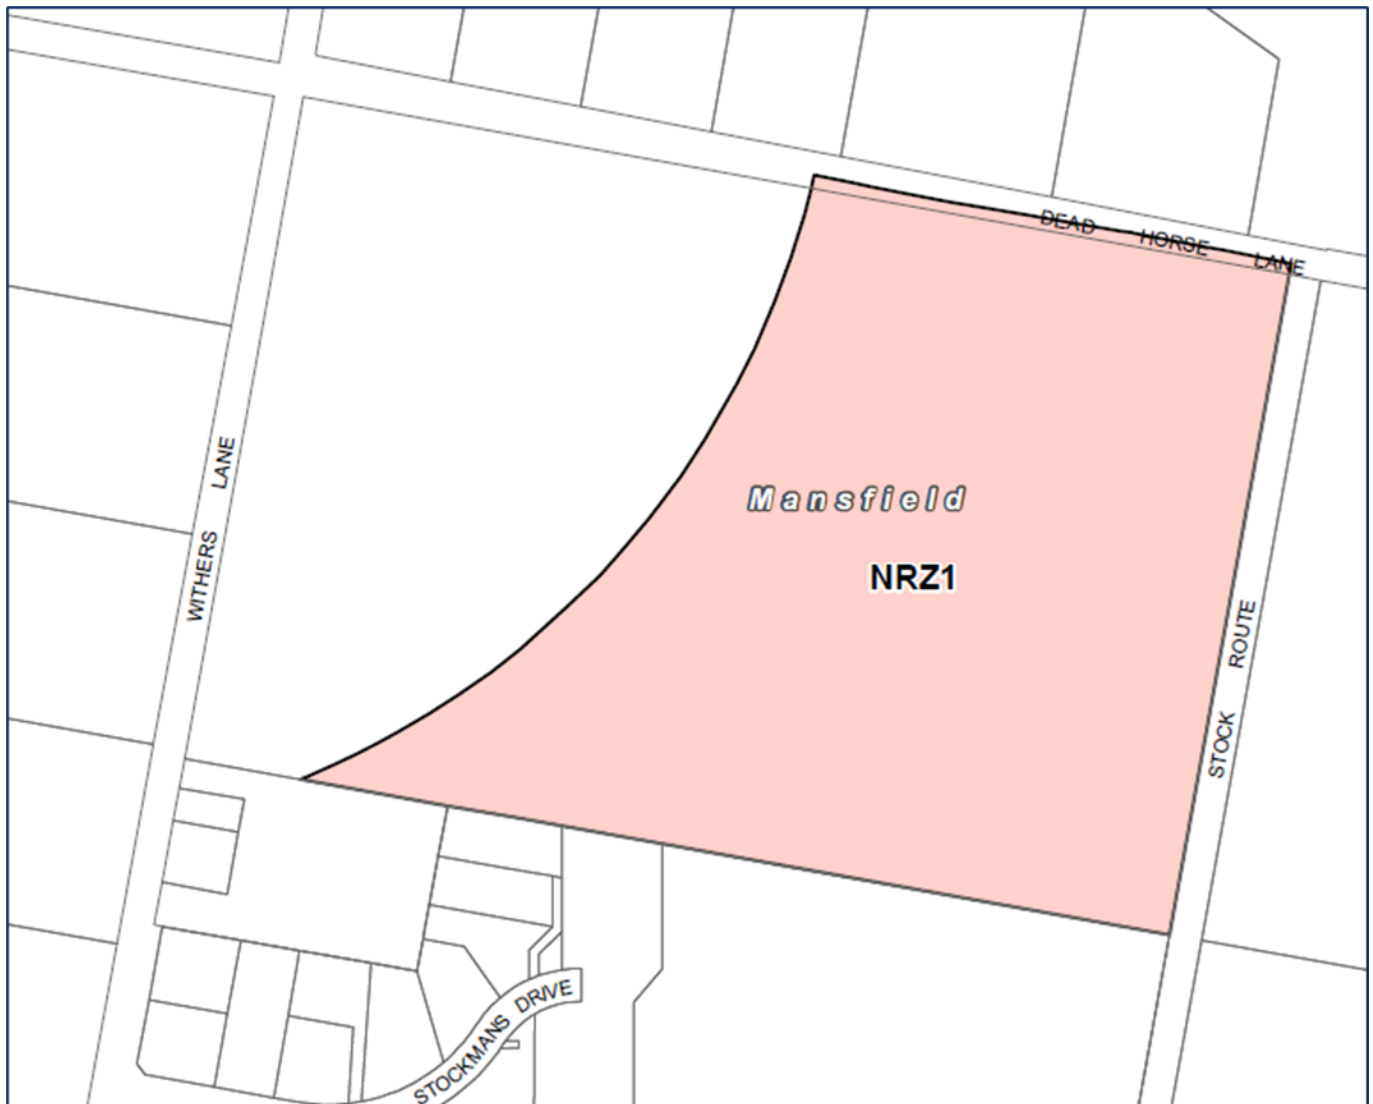 DEAD HORSE LANE
WITHERS LANE
Mansfield
NRZ1
STOCK ROUTE
STOCKMANS DRIVE